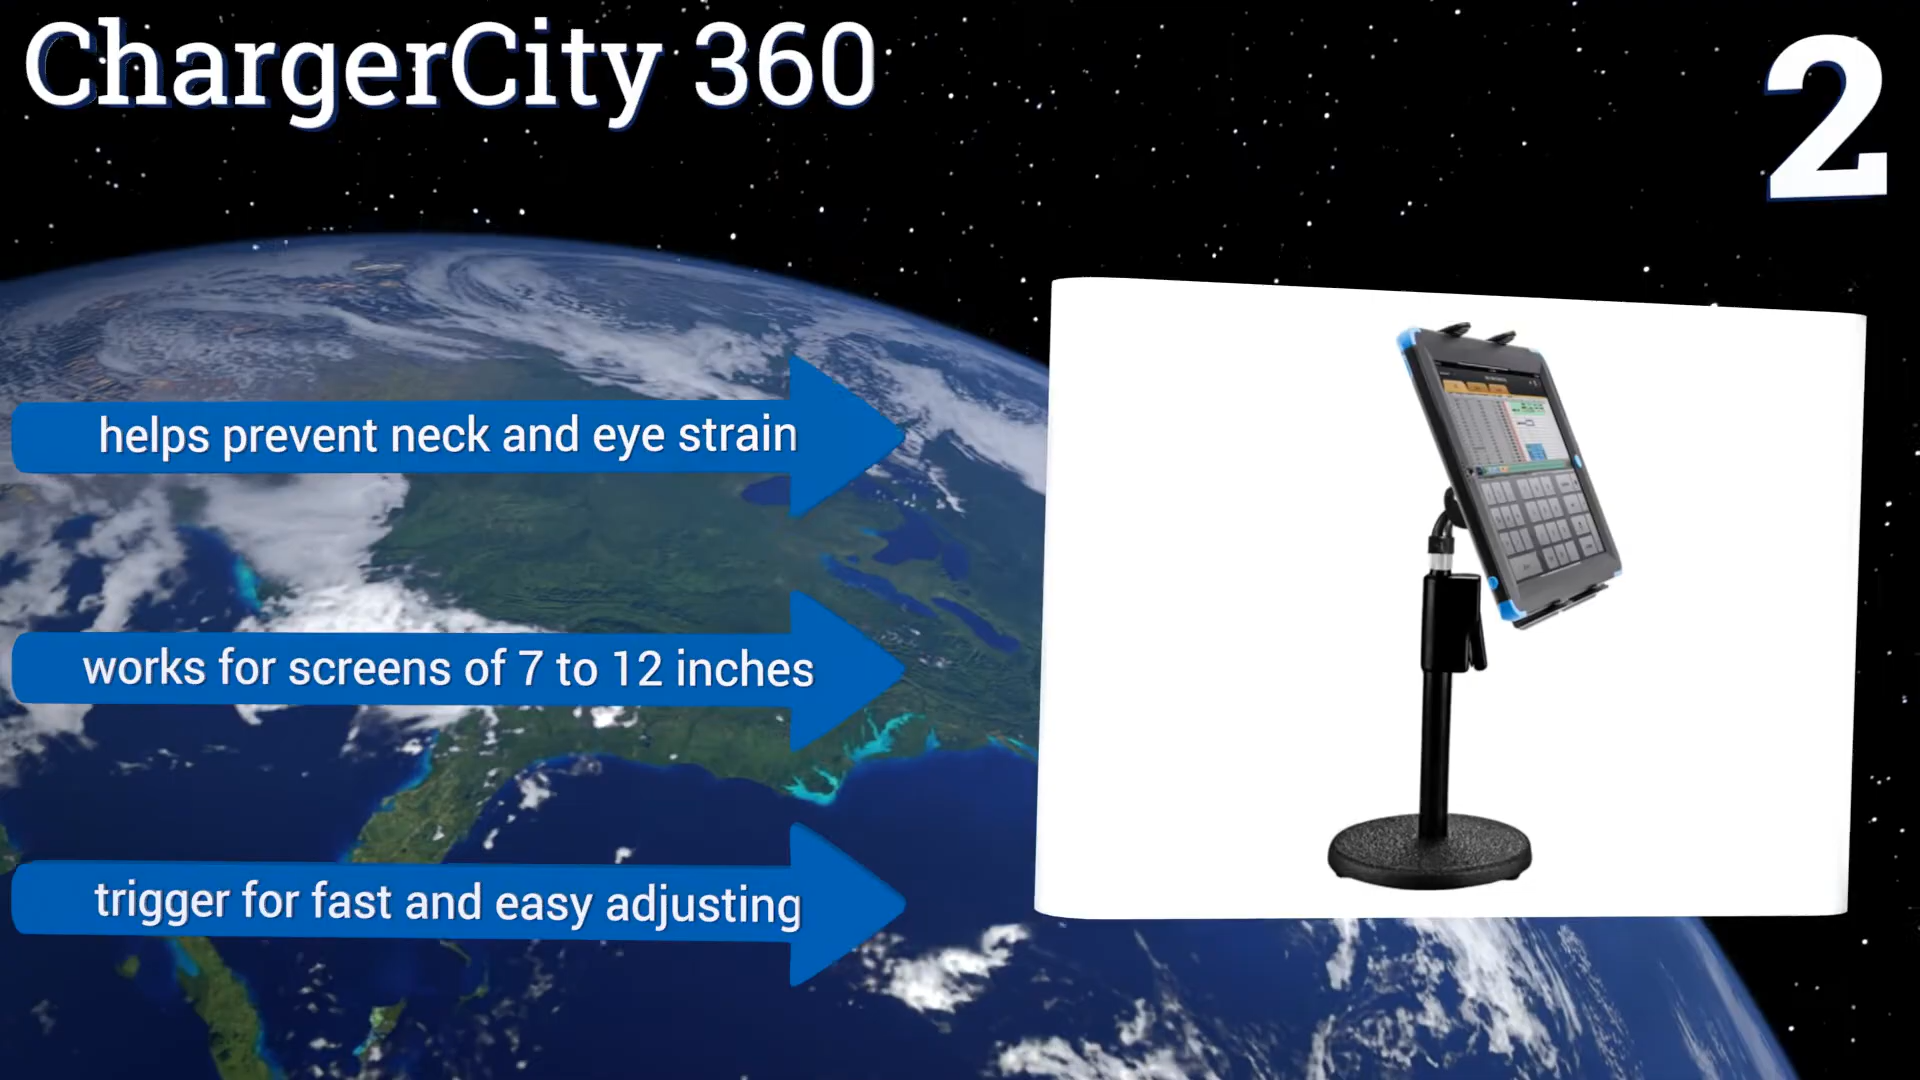 ChargerCity 360
2
helps prevent neck and eye strain
works for screens of 7 to 12 inches
trigger for fast and easy adjusting